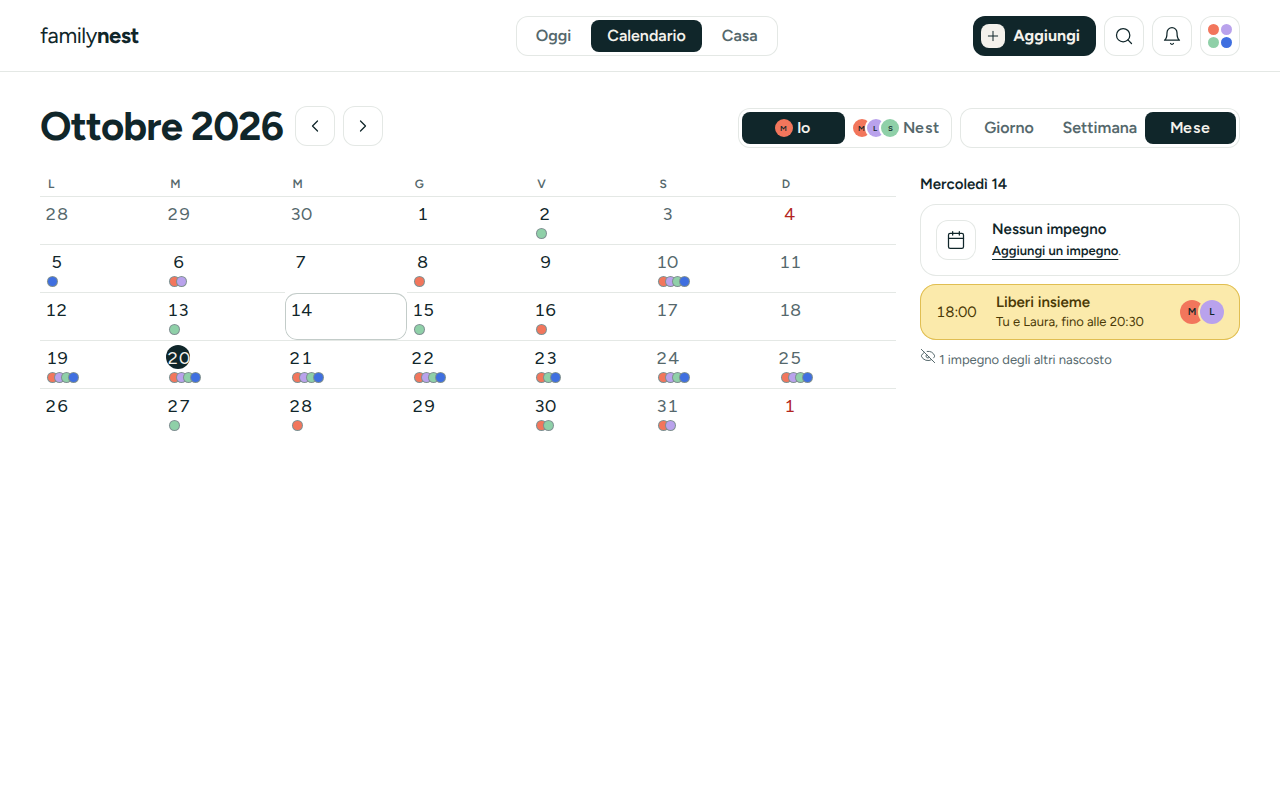 familynest
Oggi Calendario Casa
Aggiungi
Ottobre 2026
M Io M L S Nest
Giorno Settimana Mese
L M M G V S D
28 29 30 1 2 3 4
5 6 7 8 9 10 11
12 13 14 15 16 17 18
19 20 21 22 23 24 25
26 27 28 29 30 31 1
Mercoledì 14
Nessun impegno
Aggiungi un impegno.
18:00 Liberi insieme M L
Tu e Laura, fino alle 20:30
1 impegno degli altri nascosto